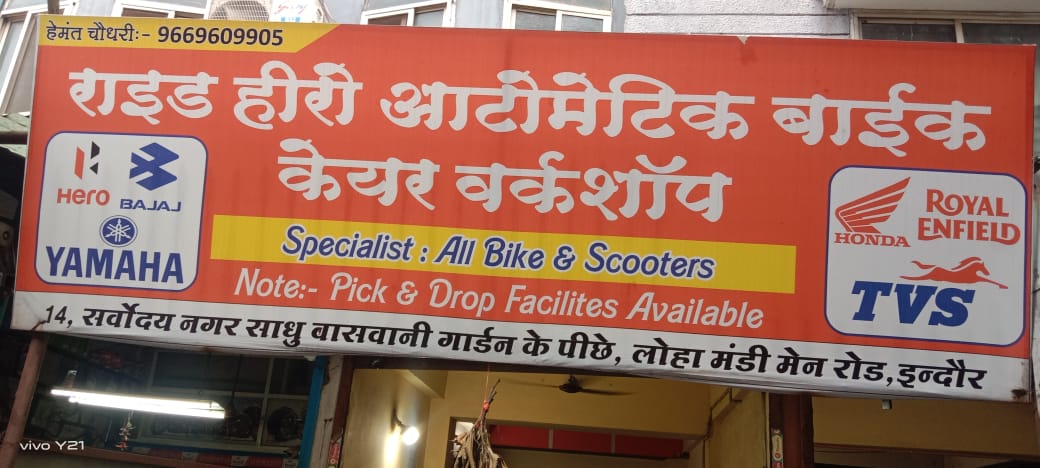 हेमंत चौधरीः- 9669609905
राइड हीरो आटोमेटिक बाईक
केयर वर्कशॉप
HERO
BAJAJ
YAMAHA
Specialist : All Bike & Scooters
Note:- Pick & Drop Facilites Available
HONDA
ROYAL
ENFIELD
TVS
14, सर्वोदय नगर साधु वासवानी गार्डन के पीछे, लोहा मंडी मेन रोड,इन्दौर
vivo Y21